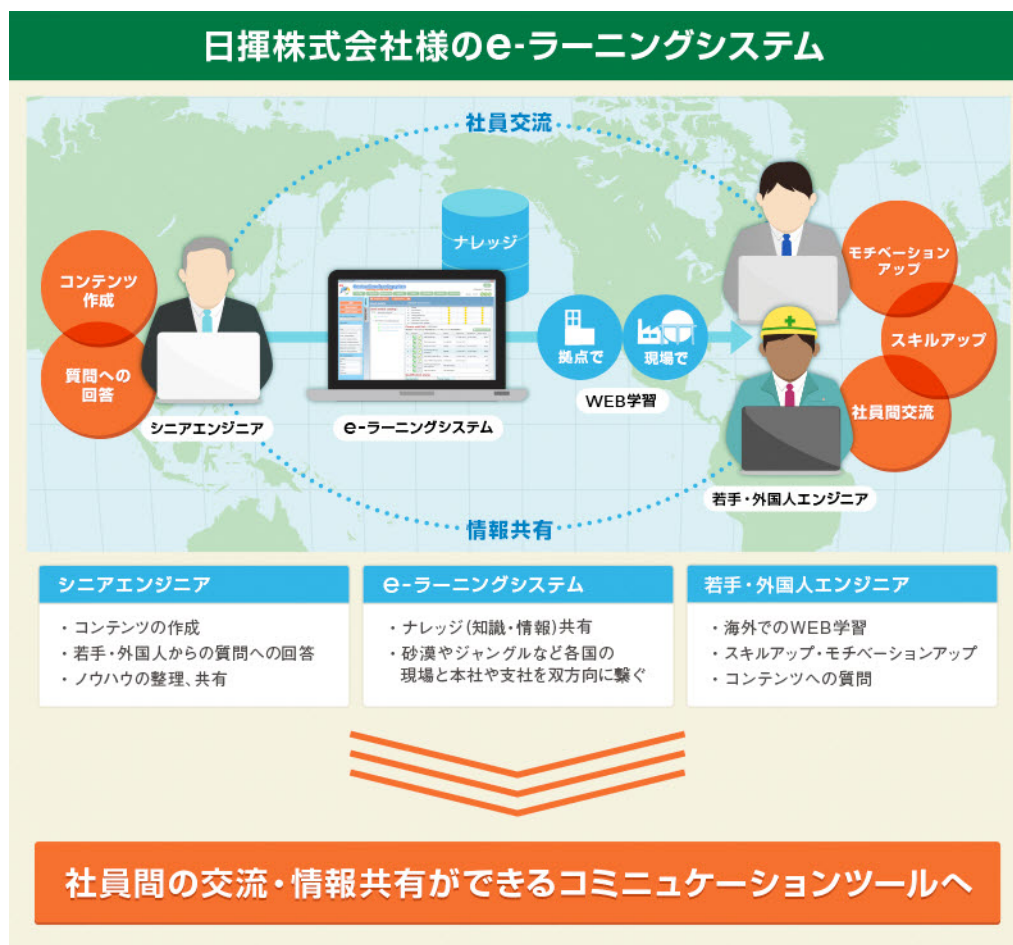 日揮株式会社様のe-ラーニングシステム
社員交流
ナレッジ
コンテンツ
作成
質問への
回答
シニアエンジニア
e-ラーニングシステム
拠点で
現場で
WEB学習
モチベーション
アップ
スキルアップ
社員間交流
若手・外国人エンジニア
情報共有
シニアエンジニア
・コンテンツの作成
・若手・外国人からの質問への回答
・ノウハウの整理、共有
e-ラーニングシステム
・ナレッジ(知識・情報)共有
・砂漠やジャングルなど各国の
現場と本社や支社を双方向に繋ぐ
若手・外国人エンジニア
・海外でのWEB学習
・スキルアップ・モチベーションアップ
・コンテンツへの質問
社員間の交流・情報共有ができるコミニュケーションツールへ